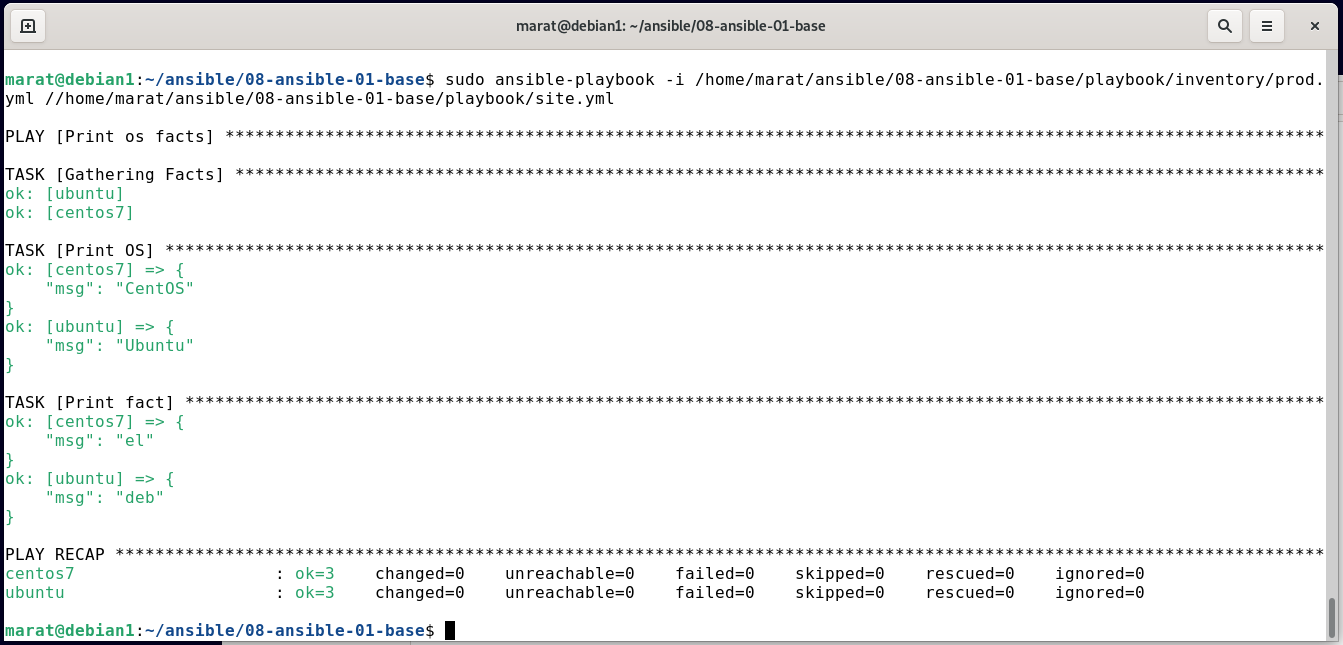 marat@debian1: ~/ansible/08-ansible-01-base
marat@debian1:~/ansible/08-ansible-01-base$ sudo ansible-playbook -i /home/marat/ansible/08-ansible-01-base/playbook/inventory/prod.
yml //home/marat/ansible/08-ansible-01-base/playbook/site.yml
PLAY [Print os facts] **************************************************************************************************************
TASK [Gathering Facts] *************************************************************************************************************
ok: [ubuntu]
ok: [centos7]
TASK [Print OS] ********************************************************************************************************************
ok: [centos7] => {
    "msg": "CentOS"
}
ok: [ubuntu] => {
    "msg": "Ubuntu"
}
TASK [Print fact] ******************************************************************************************************************
ok: [centos7] => {
    "msg": "el"
}
ok: [ubuntu] => {
    "msg": "deb"
}
PLAY RECAP *************************************************************************************************************************
centos7                    : ok=3    changed=0    unreachable=0    failed=0    skipped=0    rescued=0    ignored=0
ubuntu                     : ok=3    changed=0    unreachable=0    failed=0    skipped=0    rescued=0    ignored=0
marat@debian1:~/ansible/08-ansible-01-base$